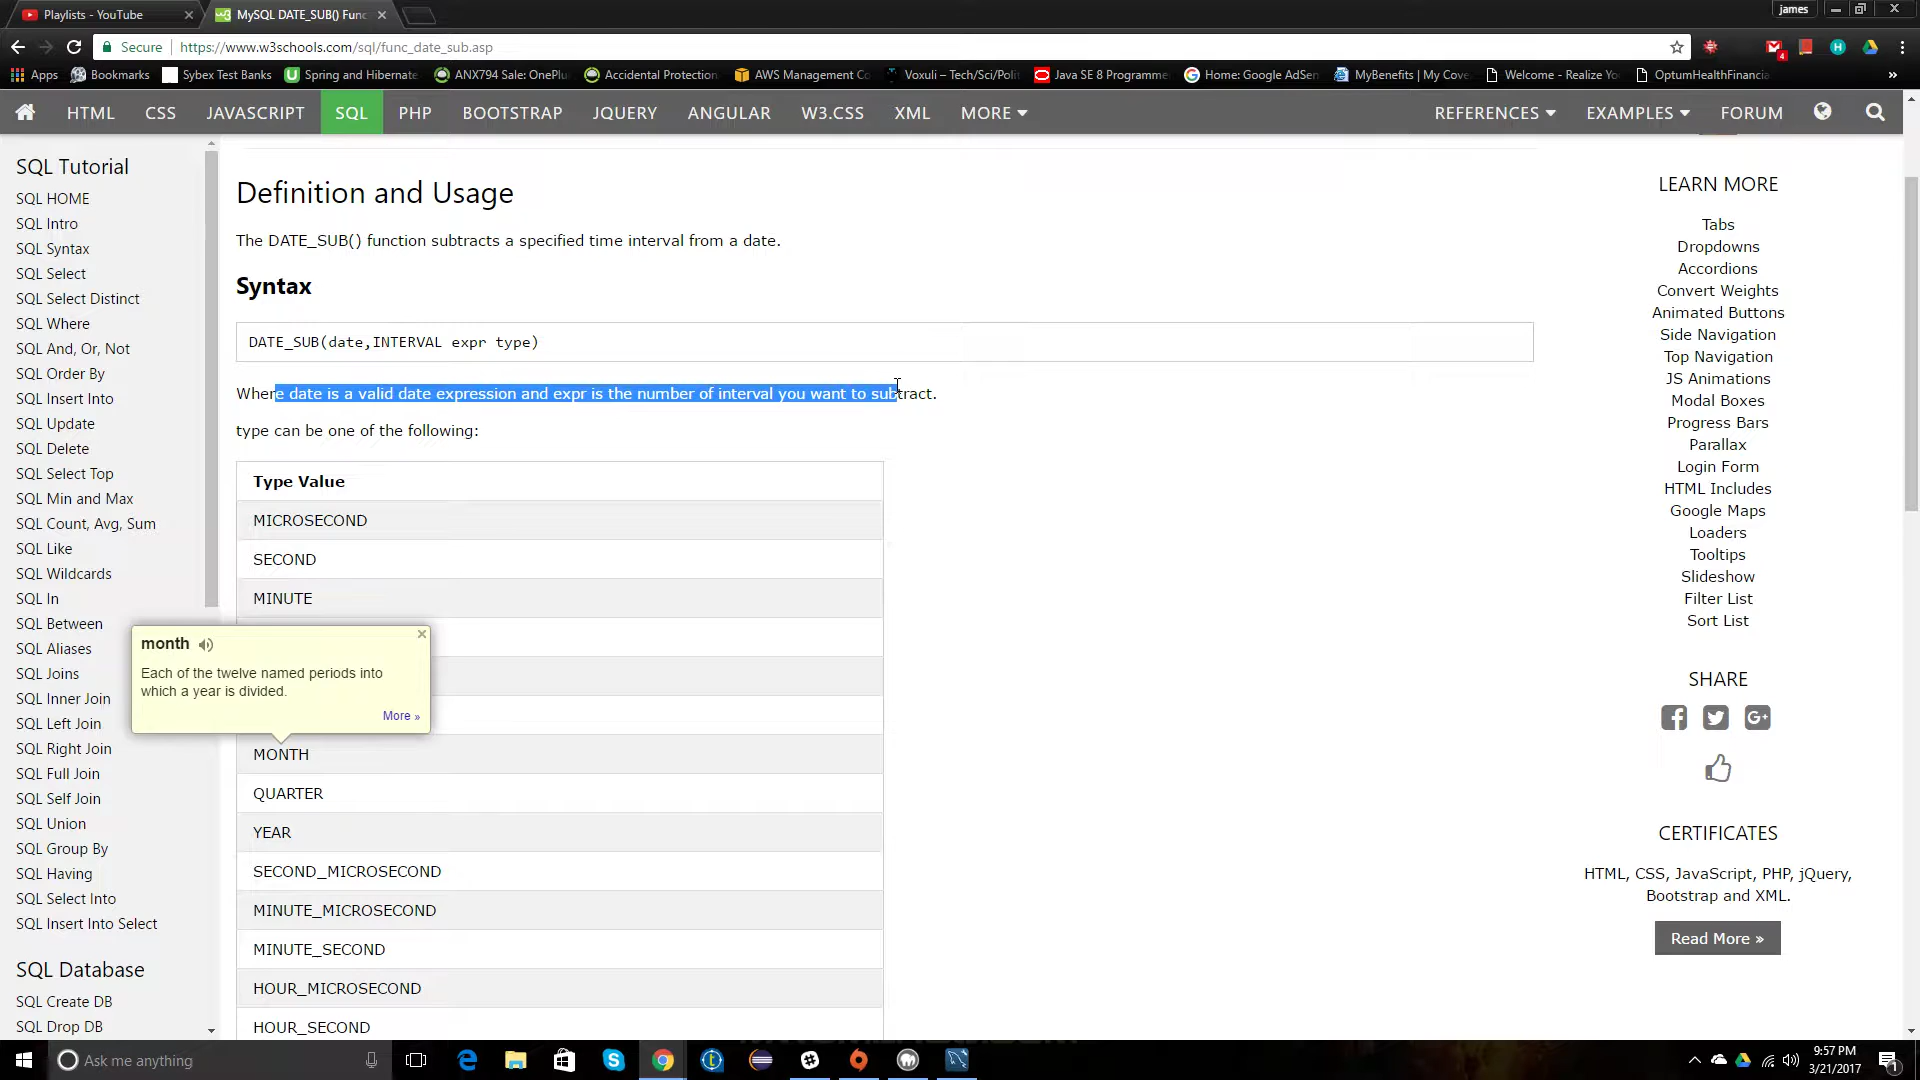 Playlists - YouTube
MySQL DATE_SUB() Func
james
Secure
https://www.w3schools.com/sql/func_date_sub.asp
4
Apps
Bookmarks
Sybex Test Banks
Spring and Hibernate
ANX794 Sale: OnePlu
Accidental Protection
AWS Management Co
Voxuli – Tech/Sci/Polit
Java SE 8 Programme
Home: Google AdSen
MyBenefits | My Cove
Welcome - Realize Yo
OptumHealthFinancia
»
HTML
CSS
JAVASCRIPT
SQL
PHP
BOOTSTRAP
JQUERY
ANGULAR
W3.CSS
XML
MORE
REFERENCES
EXAMPLES
FORUM
SQL Tutorial
SQL HOME
SQL Intro
SQL Syntax
SQL Select
SQL Select Distinct
SQL Where
SQL And, Or, Not
SQL Order By
SQL Insert Into
SQL Update
SQL Delete
SQL Select Top
SQL Min and Max
SQL Count, Avg, Sum
SQL Like
SQL Wildcards
SQL In
SQL Between
SQL Aliases
SQL Joins
SQL Inner Join
SQL Left Join
SQL Right Join
SQL Full Join
SQL Self Join
SQL Union
SQL Group By
SQL Having
SQL Select Into
SQL Insert Into Select
SQL Database
SQL Create DB
SQL Drop DB
Definition and Usage
The DATE_SUB() function subtracts a specified time interval from a date.
Syntax
DATE_SUB(date,INTERVAL expr type)
Where date is a valid date expression and expr is the number of interval you want to subtract.
type can be one of the following:
Type Value
MICROSECOND
SECOND
MINUTE
month
Each of the twelve named periods into
which a year is divided.
More »
MONTH
QUARTER
YEAR
SECOND_MICROSECOND
MINUTE_MICROSECOND
MINUTE_SECOND
HOUR_MICROSECOND
HOUR_SECOND
LEARN MORE
Tabs
Dropdowns
Accordions
Convert Weights
Animated Buttons
Side Navigation
Top Navigation
JS Animations
Modal Boxes
Progress Bars
Parallax
Login Form
HTML Includes
Google Maps
Loaders
Tooltips
Slideshow
Filter List
Sort List
SHARE
CERTIFICATES
HTML, CSS, JavaScript, PHP, jQuery,
Bootstrap and XML.
Read More »
Ask me anything
9:57 PM
3/21/2017
1